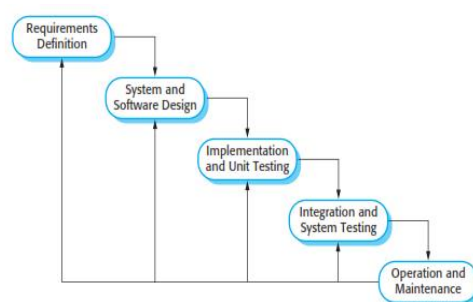 Requirements
Definition
System and
Software Design
Implementation
and Unit Testing
Integration and
System Testing
Operation and
Maintenance